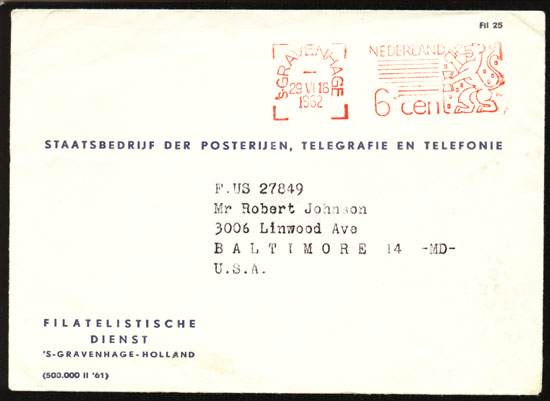 Fil 25
'S-GRAVENHAGE
29 VI 16
1962
NEDERLAND
6 cent
STAATSBEDRIJF DER POSTERIJEN, TELEGRAFIE EN TELEFONIE
F.US 27849
Mr Robert Johnson
3006 Linwood Ave
B A L T I M O R E  14  -MD-
U.S.A.
FILATELISTISCHE
DIENST
'S-GRAVENHAGE-HOLLAND
(500.000 II '61)